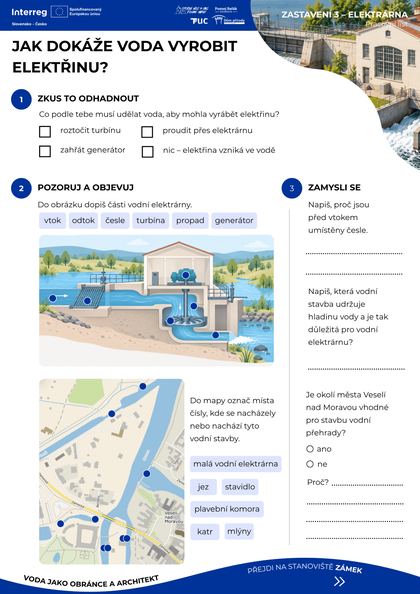 Interreg
Spolufinancováno
Evropskou unií
Slovensko – Česko
TUC
ZASTAVENÍ 3 – ELEKTRÁRNA
JAK DOKÁŽE VODA VYROBIT
ELEKTŘINU?
1 ZKUS TO ODHADNOUT
Co podle tebe musí udělat voda, aby mohla vyrábět elektřinu?
roztočit turbínu
proudit přes elektrárnu
zahřát generátor
nic – elektřina vzniká ve vodě
2 POZORUJ A OBJEVUJ
Do obrázku dopiš části vodní elektrárny.
vtok odtok česle turbína propad generátor
Do mapy označ místa
čísly, kde se nacházely
nebo nachází tyto
vodní stavby.
malá vodní elektrárna
jez stavidlo
plavební komora
katr mlýny
Veselí
nad
Moravou
3 ZAMYSLI SE
Napiš, proč jsou
před vtokem
umístěny česle.
Napiš, která vodní
stavba udržuje
hladinu vody a je tak
důležitá pro vodní
elektrárnu?
Je okolí města Veselí
nad Moravou vhodné
pro stavbu vodní
přehrady?
ano
ne
Proč?
VODA JAKO OBRÁNCE A ARCHITEKT
PŘEJDI NA STANOVIŠTĚ ZÁMEK